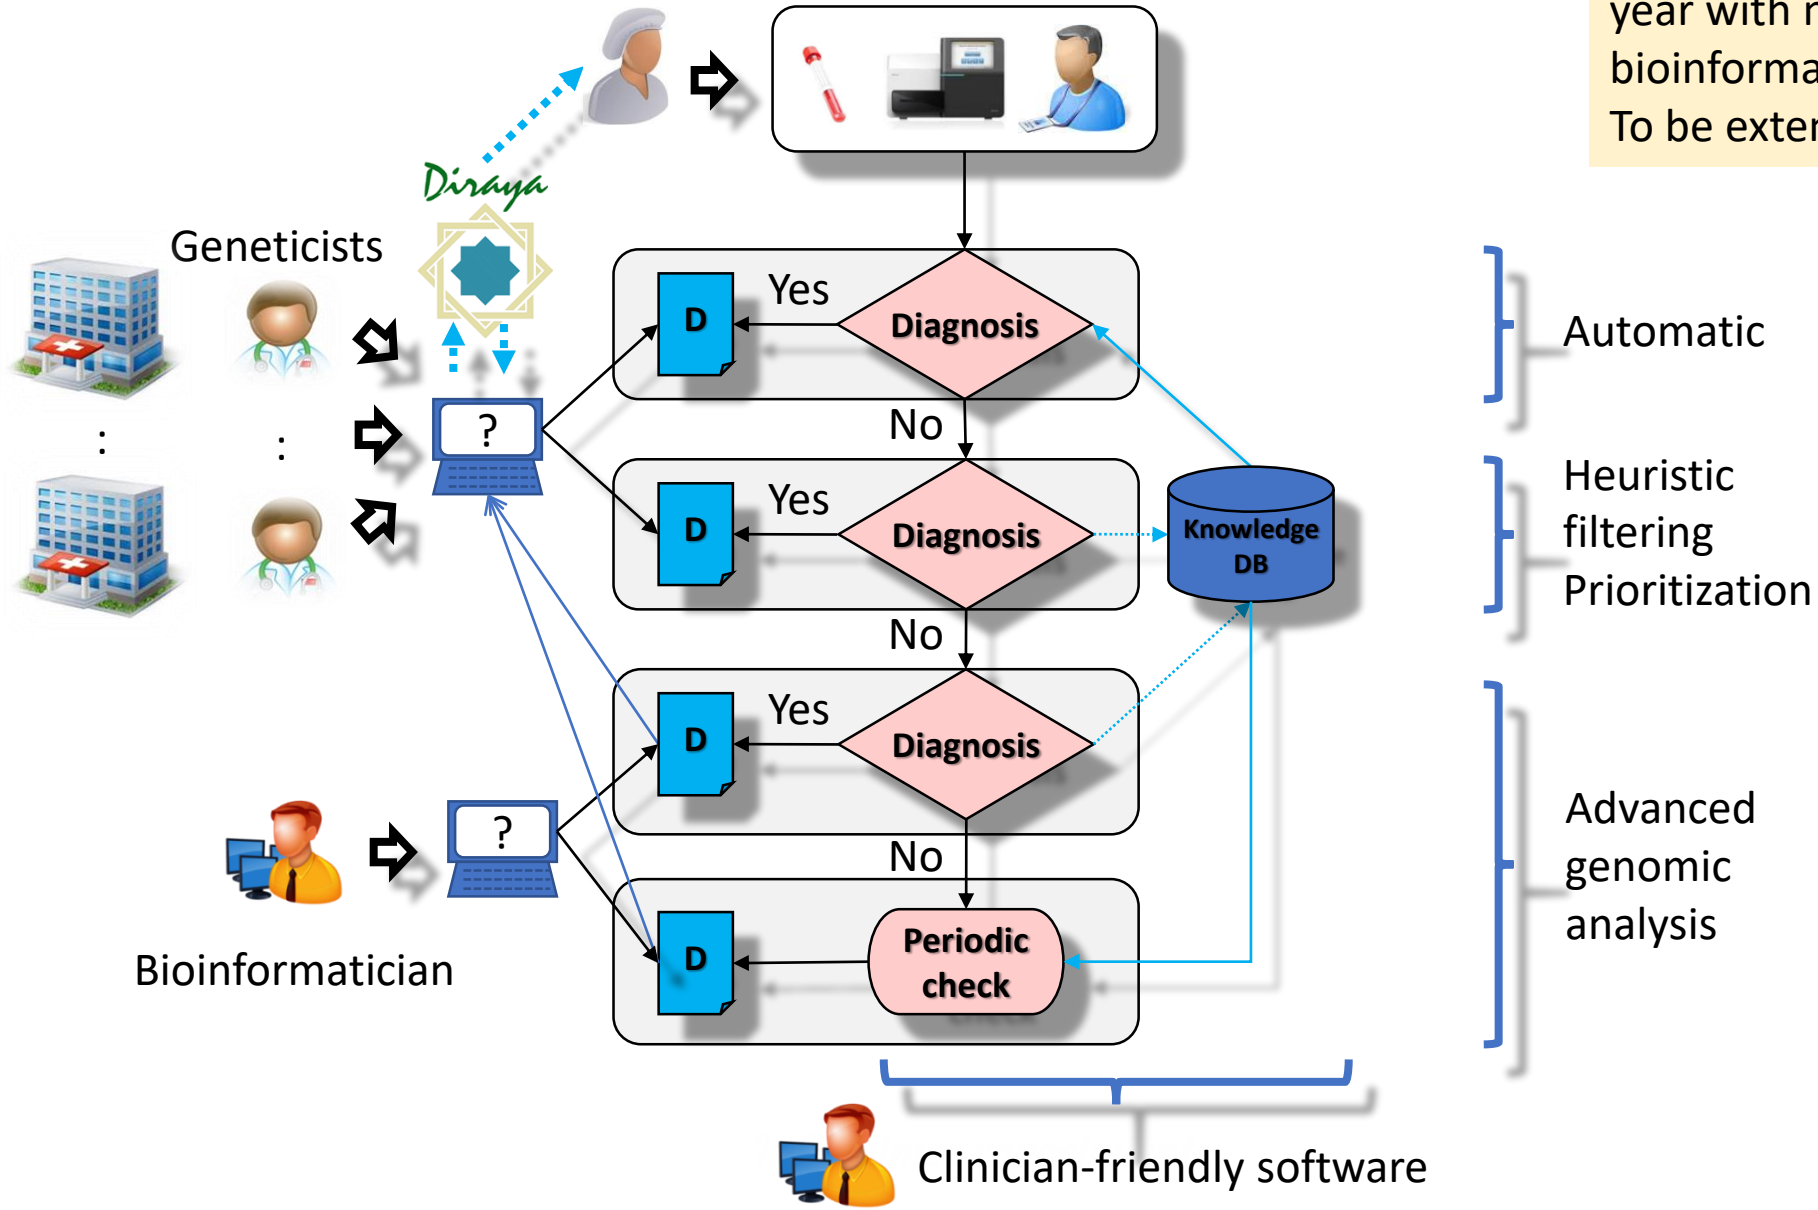 year with
bioinforma
To be exter
Diraya
Geneticists
D
Yes
Diagnosis
Automatic
:
:
?
No
D
Yes
Diagnosis
Knowledge
DB
Heuristic
filtering
Prioritization
No
D
Yes
Diagnosis
?
No
Advanced
genomic
analysis
Bioinformatician
D
Periodic
check
Clinician-friendly software